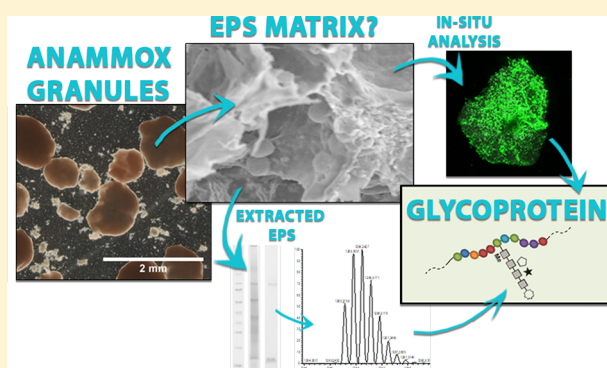 EPS MATRIX?
IN-SITU
ANALYSIS
ANAMMOX
GRANULES
2 mm
EXTRACTED
EPS
GLYCOPROTEIN